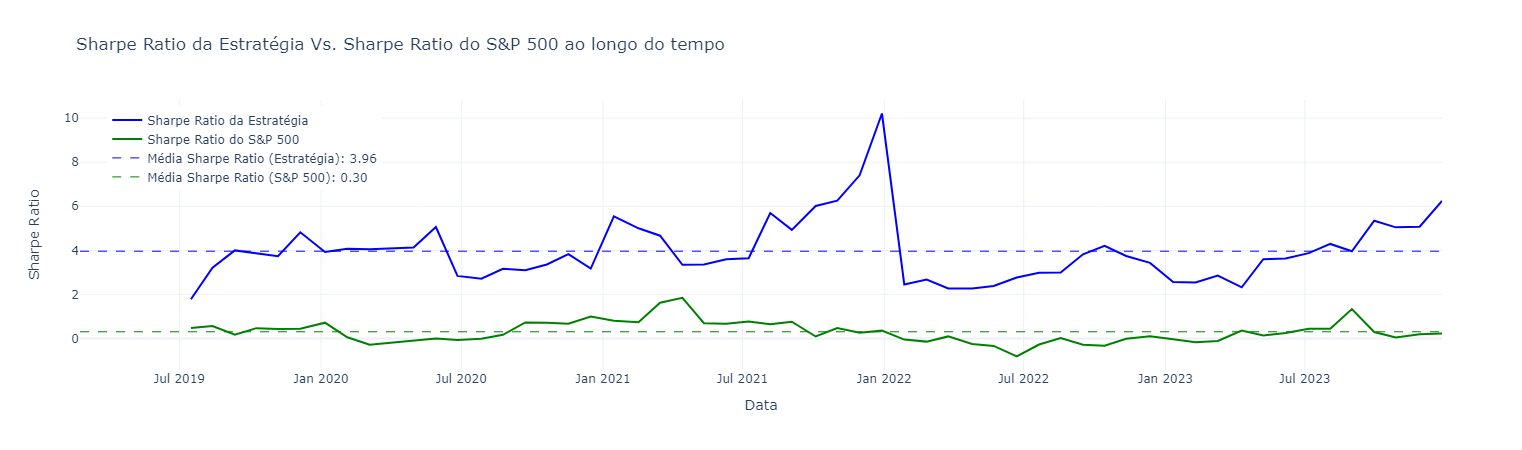 Sharpe Ratio da Estratégia Vs. Sharpe Ratio do S&P 500 ao longo do tempo
Sharpe Ratio da Estratégia
Sharpe Ratio do S&P 500
Média Sharpe Ratio (Estratégia): 3.96
Média Sharpe Ratio (S&P 500): 0.30
10
8
6
4
2
0
Sharpe Ratio
Jul 2019
Jan 2020
Jul 2020
Jan 2021
Jul 2021
Jan 2022
Jul 2022
Jan 2023
Jul 2023
Data